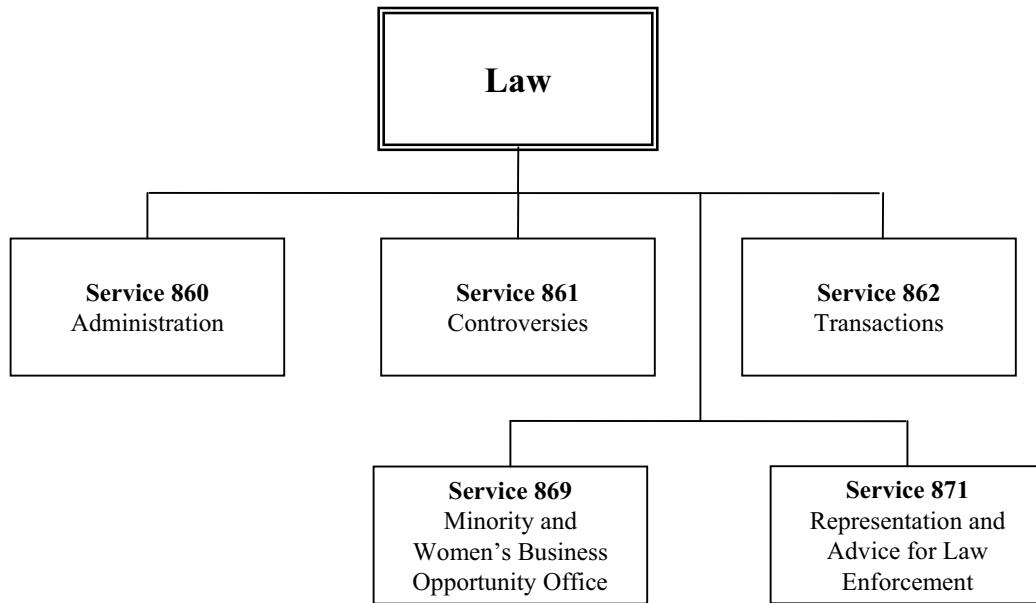 Law
Service 860
Administration
Service 861
Controversies
Service 862
Transactions
Service 869
Minority and
Women’s Business
Opportunity Office
Service 871
Representation and
Advice for Law
Enforcement